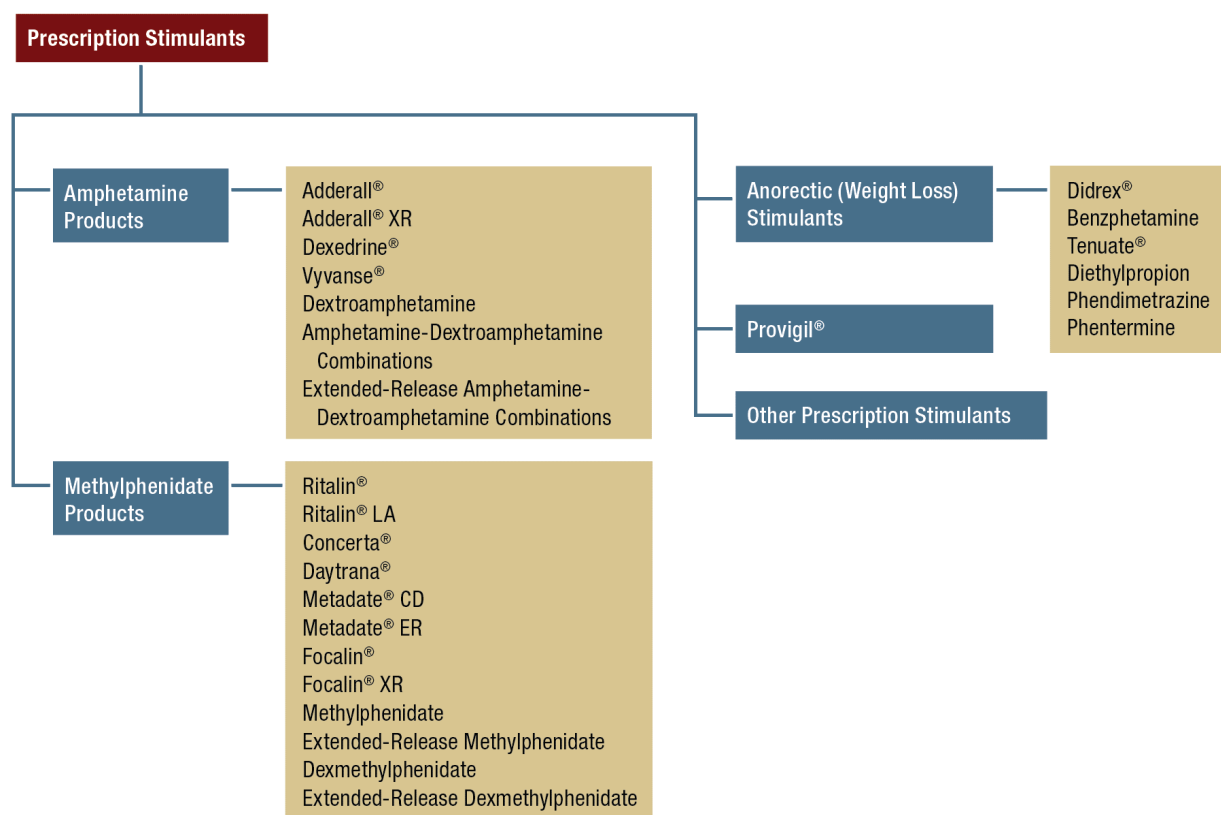 Prescription Stimulants
Amphetamine
Products
Adderall®
Adderall® XR
Dexedrine®
Vyvanse®
Dextroamphetamine
Amphetamine-Dextroamphetamine
Combinations
Extended-Release Amphetamine-
Dextroamphetamine Combinations
Methylphenidate
Products
Ritalin®
Ritalin® LA
Concerta®
Daytrana®
Metadate® CD
Metadate® ER
Focalin®
Focalin® XR
Methylphenidate
Extended-Release Methylphenidate
Dexmethylphenidate
Extended-Release Dexmethylphenidate
Anorectic (Weight Loss)
Stimulants
Didrex®
Benzphetamine
Tenuate®
Diethylpropion
Phendimetrazine
Phentermine
Provigil®
Other Prescription Stimulants